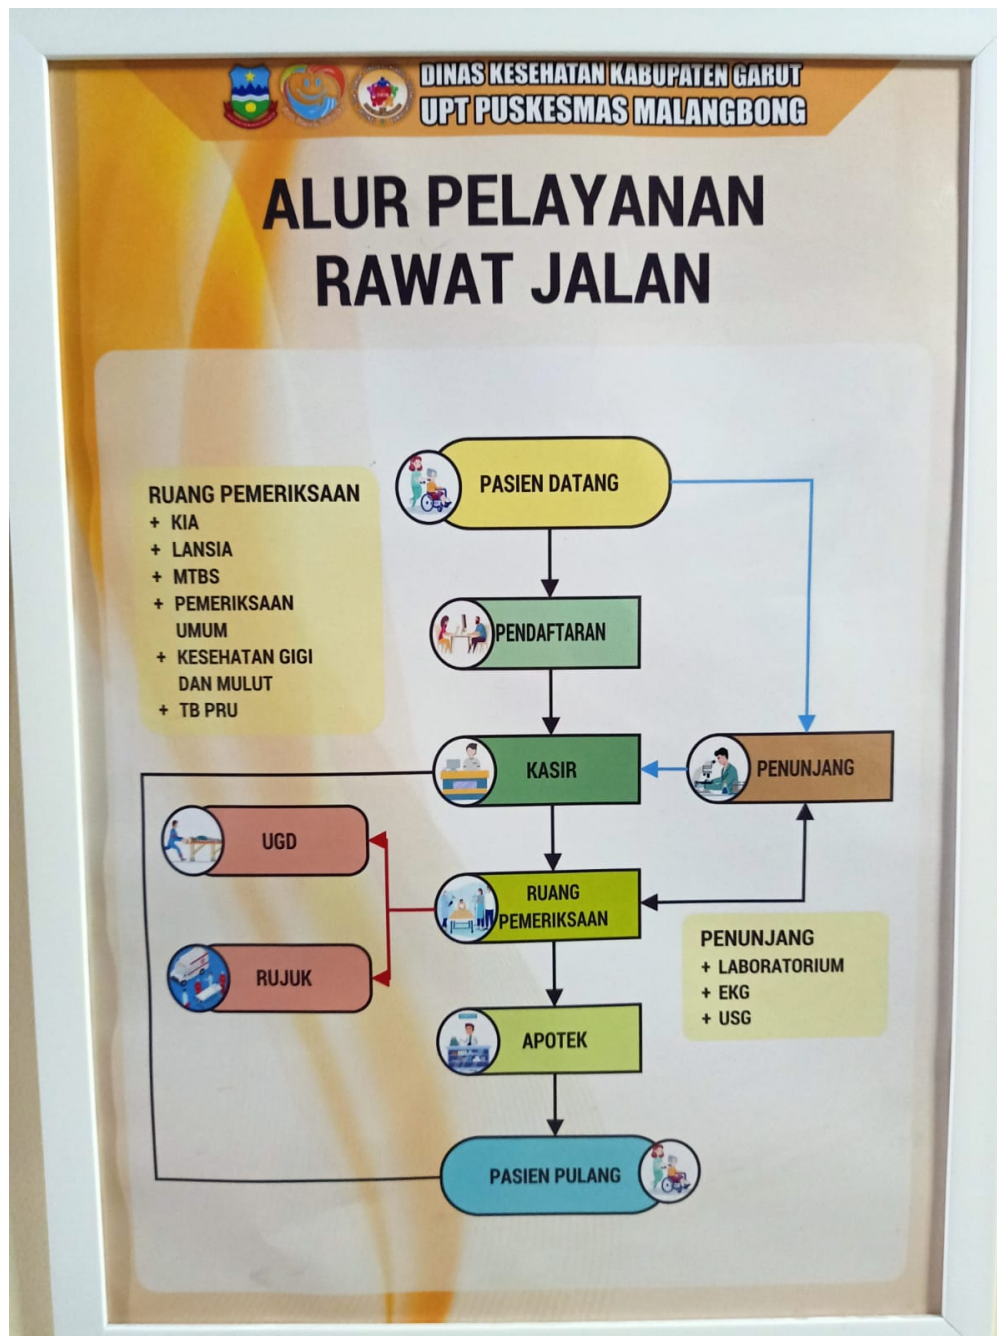 DINAS KESEHATAN KABUPATEN GARUT
UPT PUSKESMAS MALANGBONG
ALUR PELAYANAN
RAWAT JALAN
PASIEN DATANG
RUANG PEMERIKSAAN
+ KIA
+ LANSIA
+ MTBS
+ PEMERIKSAAN
UMUM
+ KESEHATAN GIGI
DAN MULUT
+ TB PRU
PENDAFTARAN
KASIR
PENUNJANG
UGD
RUANG
PEMERIKSAAN
RUJUK
PENUNJANG
+ LABORATORIUM
+ EKG
+ USG
APOTEK
PASIEN PULANG